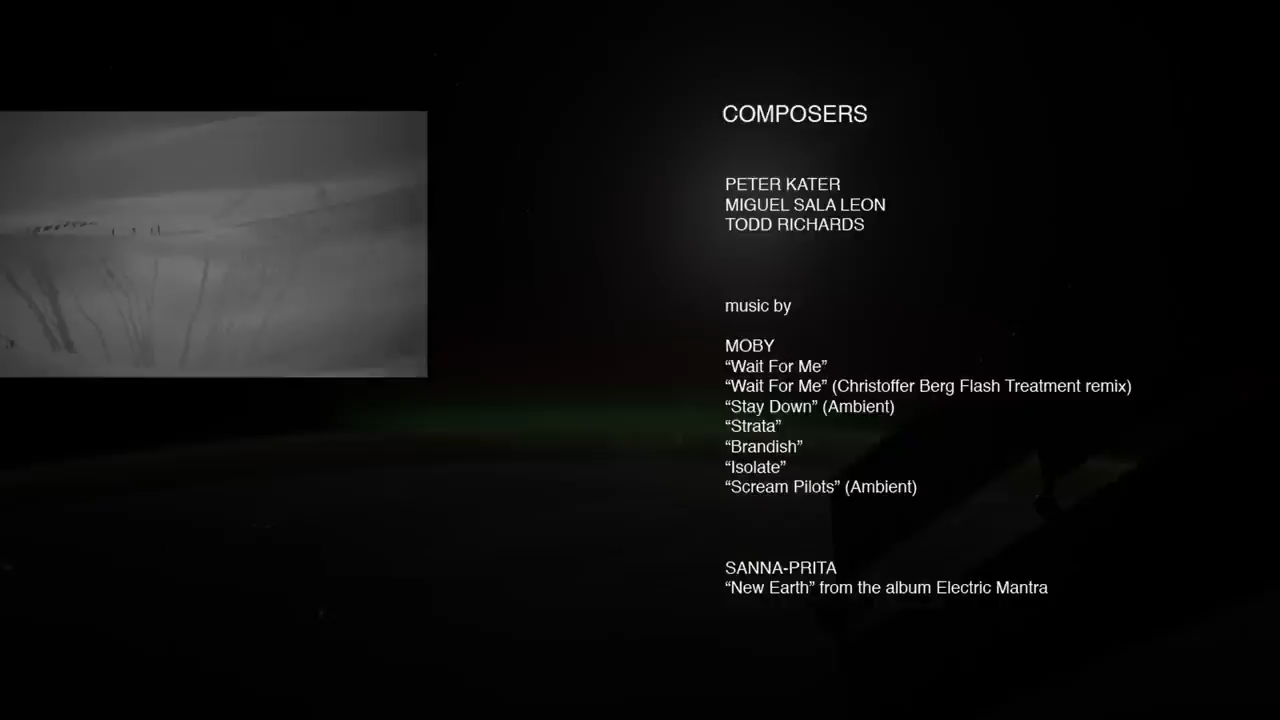 COMPOSERS
PETER KATER
MIGUEL SALA LEON
TODD RICHARDS
music by
MOBY
“Wait For Me”
“Wait For Me” (Christoffer Berg Flash Treatment remix)
“Stay Down” (Ambient)
“Strata”
“Brandish”
“Isolate”
“Scream Pilots” (Ambient)
SANNA-PRITA
“New Earth” from the album Electric Mantra